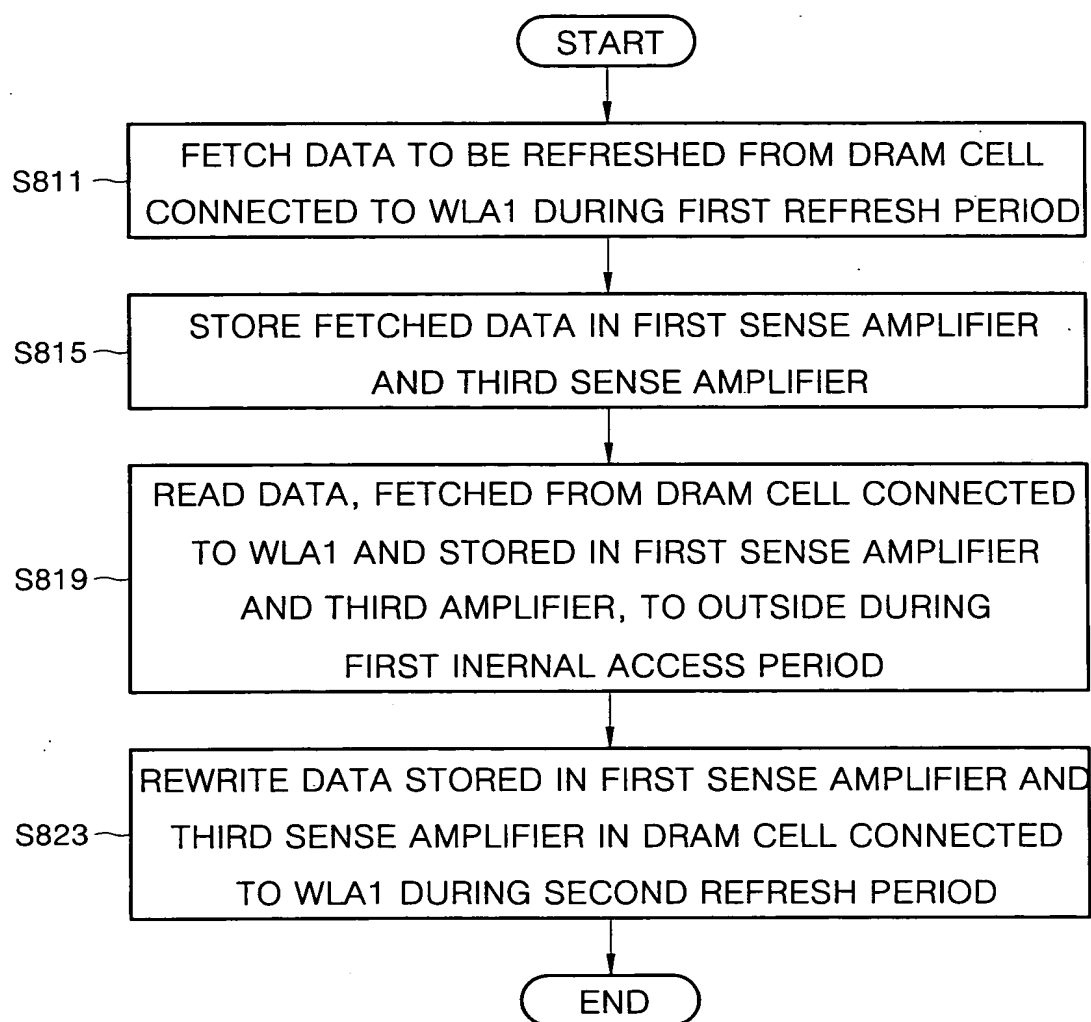 START
S811
FETCH DATA TO BE REFRESHED FROM DRAM CELL
CONNECTED TO WLA1 DURING FIRST REFRESH PERIOD
S815
STORE FETCHED DATA IN FIRST SENSE AMPLIFIER
AND THIRD SENSE AMPLIFIER
S819
READ DATA, FETCHED FROM DRAM CELL CONNECTED
TO WLA1 AND STORED IN FIRST SENSE AMPLIFIER
AND THIRD AMPLIFIER, TO OUTSIDE DURING
FIRST INERNAL ACCESS PERIOD
S823
REWRITE DATA STORED IN FIRST SENSE AMPLIFIER AND
THIRD SENSE AMPLIFIER IN DRAM CELL CONNECTED
TO WLA1 DURING SECOND REFRESH PERIOD
END